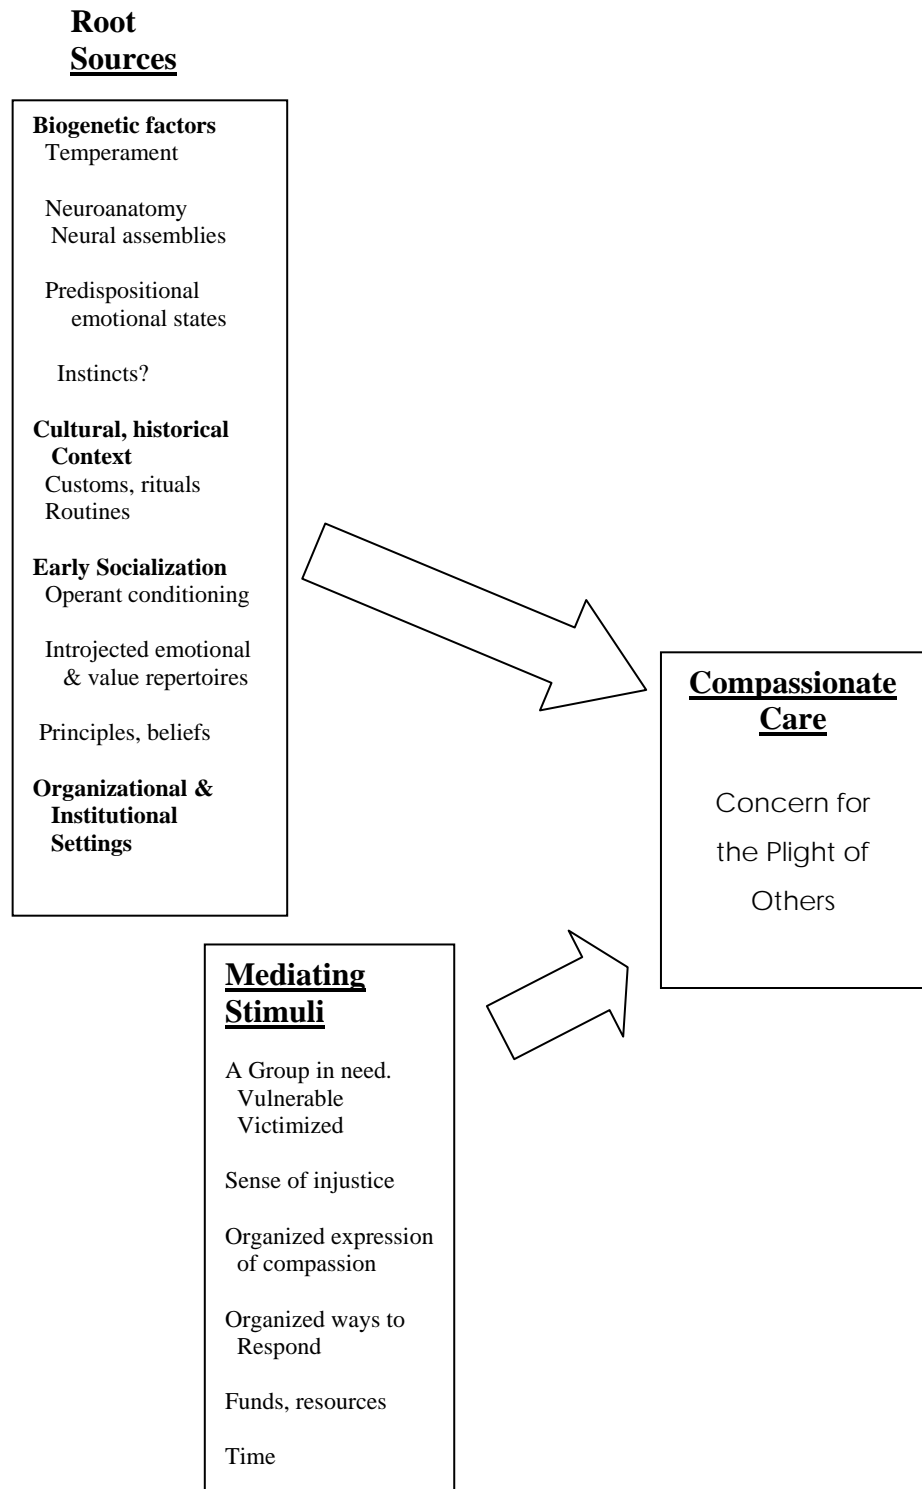 Root
Sources
Biogenetic factors
Temperament
Neuroanatomy
Neural assemblies
Predispositional
emotional states
Instincts?
Cultural, historical
Context
Customs, rituals
Routines
Early Socialization
Operant conditioning
Introjected emotional
& value repertoires
Principles, beliefs
Organizational &
Institutional
Settings
Compassionate
Care
Concern for
the Plight of
Others
Mediating
Stimuli
A Group in need.
Vulnerable
Victimized
Sense of injustice
Organized expression
of compassion
Organized ways to
Respond
Funds, resources
Time